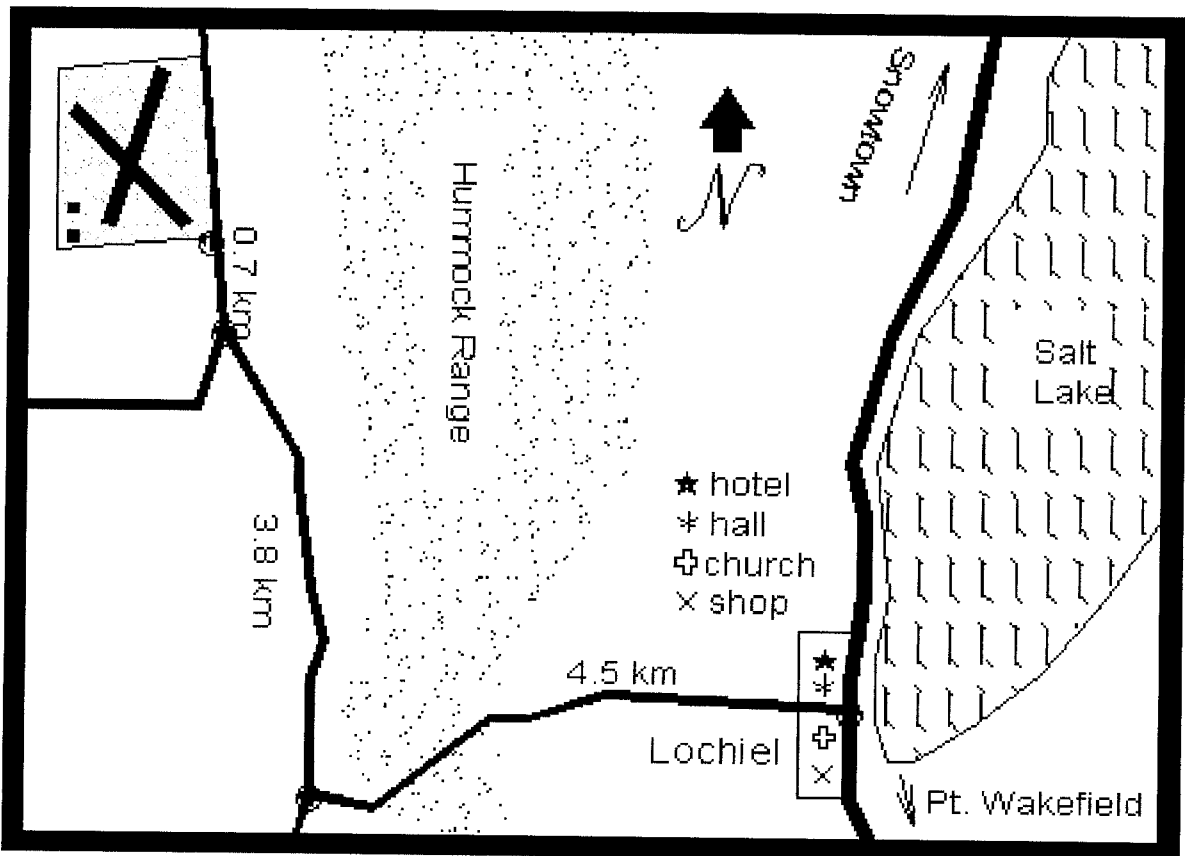 Snowtown
N
0.7 km
Hummock Range
Salt
Lake
hotel
hall
church
shop
3.8 km
4.5 km
Lochiel
Pt. Wakefield